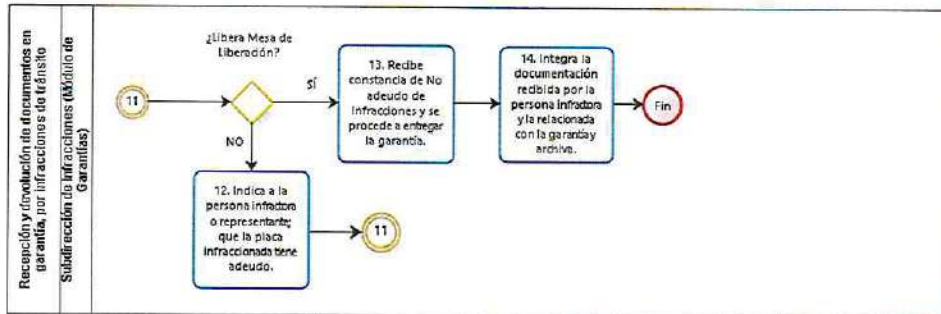 Recepción y devolución de documentos en
garantía, por infracciones de tránsito
Subdirección de Infracciones (Módulo de
Garantías)
11
¿Libera Mesa de
Liberación?
SÍ
NO
13. Recibe
constancia de No
adeudo de
infracciones y se
procede a entregar
la garantía.
14. Integra la
documentación
recibida por la
persona infractora
y la relacionada
con la garantía y
archiva.
Fin
12. Indica a la
persona infractora
o representante;
que la placa
infraccionada tiene
adeudo.
11